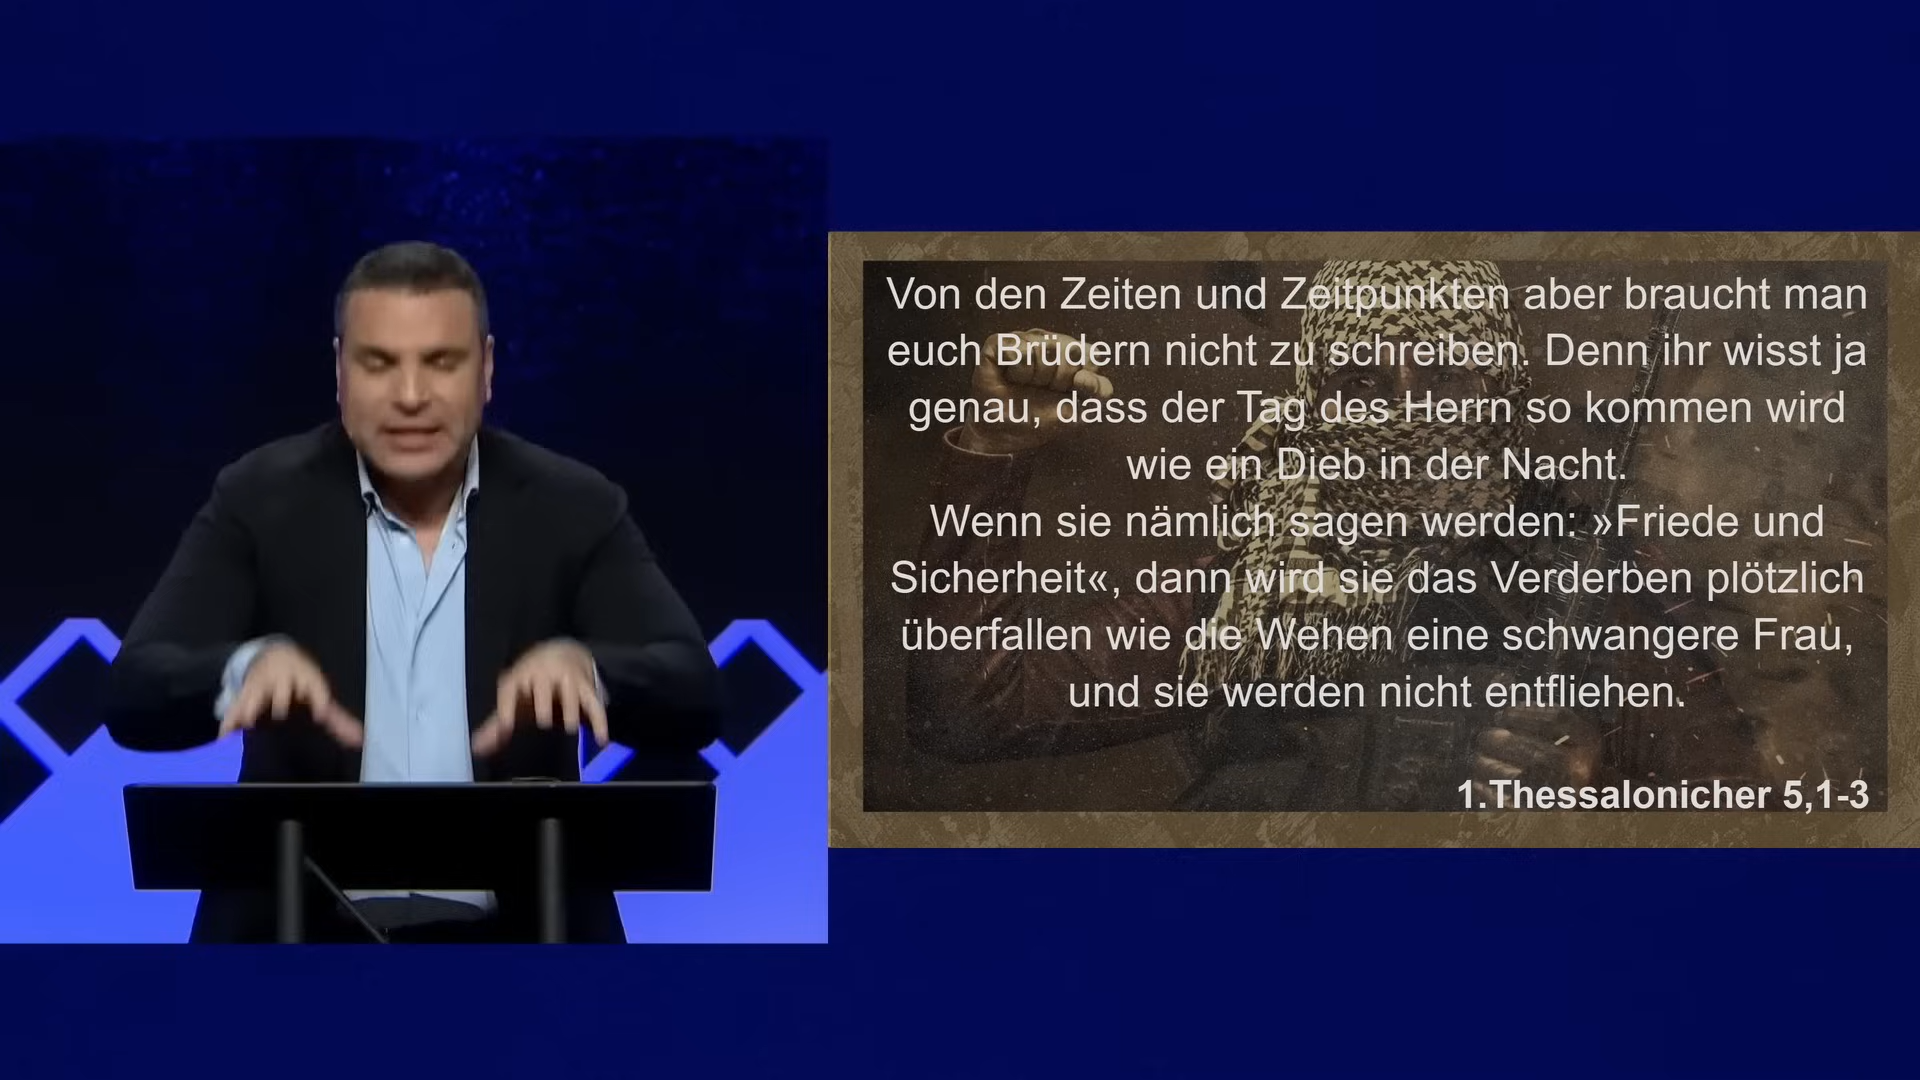 Von den Zeiten und Zeitpunkten aber braucht man
euch Brüdern nicht zu schreiben. Denn ihr wisst ja
genau, dass der Tag des Herrn so kommen wird
wie ein Dieb in der Nacht.
Wenn sie nämlich sagen werden: »Friede und
Sicherheit«, dann wird sie das Verderben plötzlich
überfallen wie die Wehen eine schwangere Frau,
und sie werden nicht entfliehen.
1.Thessalonicher 5,1-3